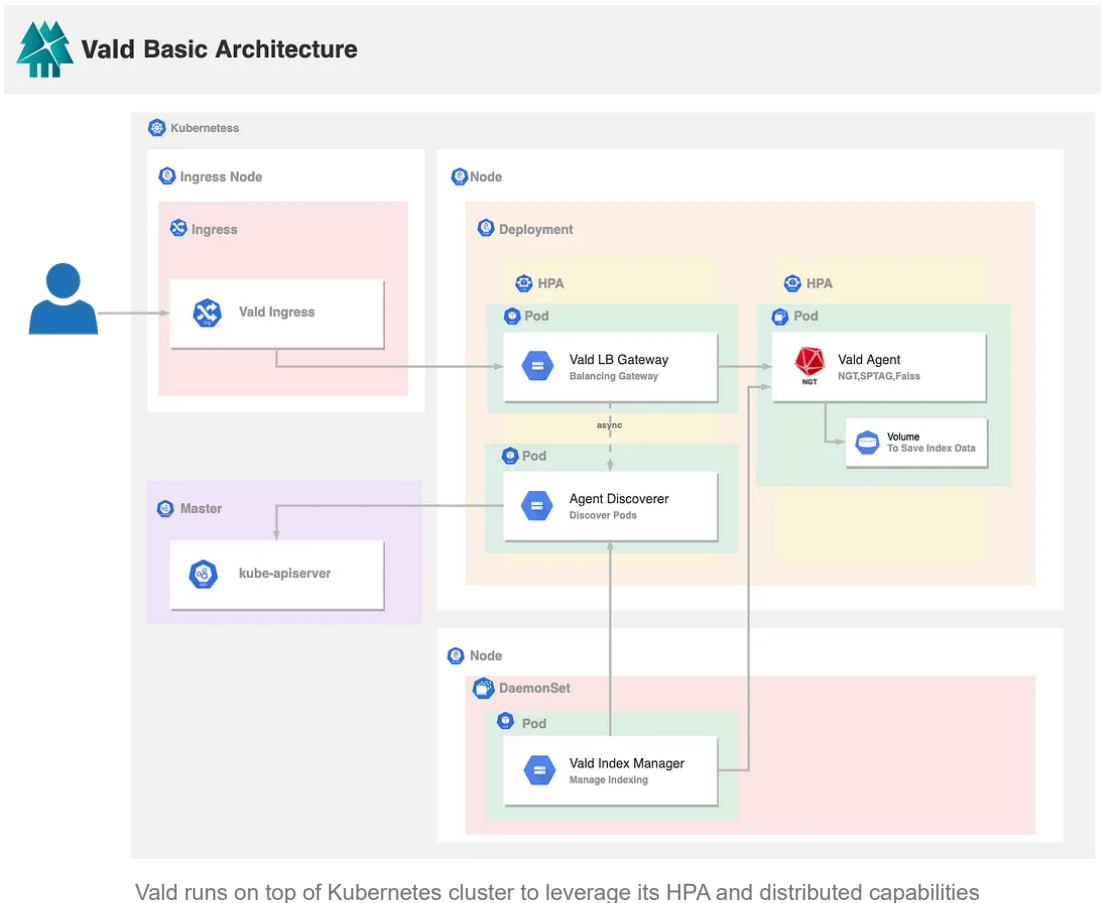 Vald Basic Architecture
Kubernetess
Ingress Node
Ingress
Vald Ingress
Node
Deployment
HPA
Pod
Vald LB Gateway
Balancing Gateway
async
Pod
Agent Discoverer
Discover Pods
HPA
Pod
NGT
Vald Agent
NGT,SPTAG,Faiss
Volume
To Save Index Data
Master
kube-apiserver
Node
DaemonSet
Pod
Vald Index Manager
Manage Indexing
Vald runs on top of Kubernetes cluster to leverage its HPA and distributed capabilities